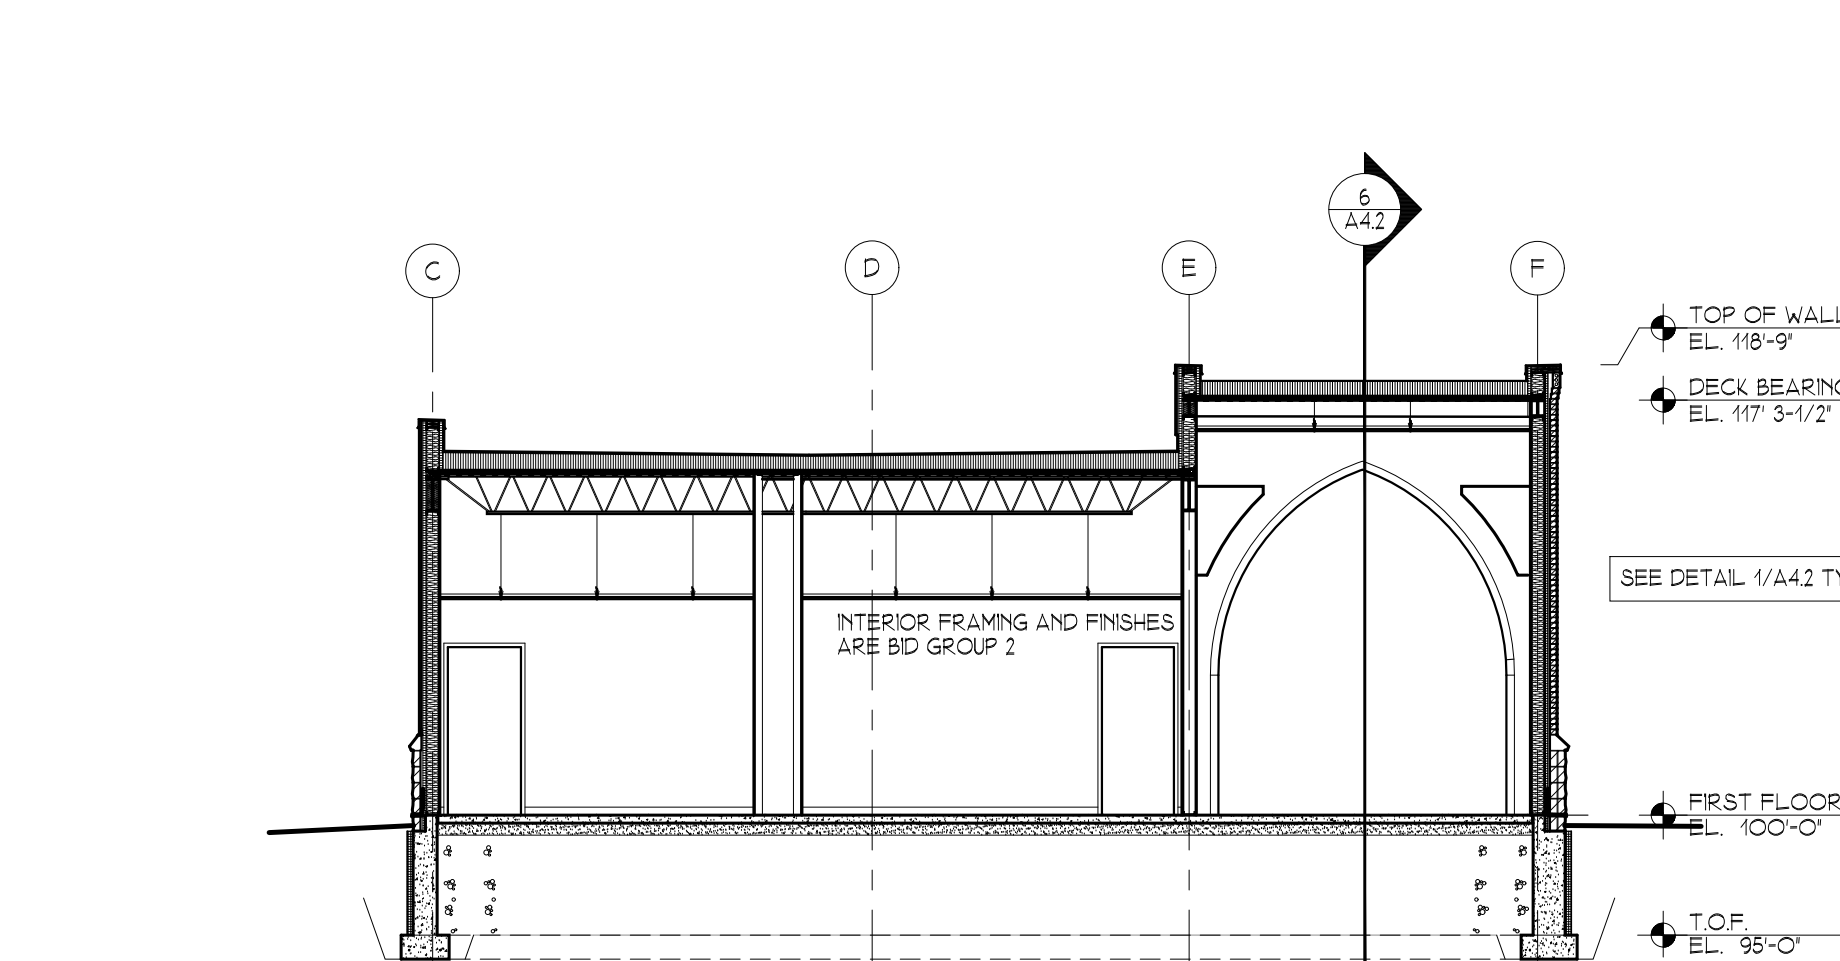 6
A4.2
C
D
E
F
TOP OF WALL
EL. 118'-9"
DECK BEARING
EL. 117' 3-1/2"
SEE DETAIL 1/A4.2 TY
INTERIOR FRAMING AND FINISHES
ARE BID GROUP 2
FIRST FLOOR
EL. 100'-0"
T.O.F.
EL. 95'-0"